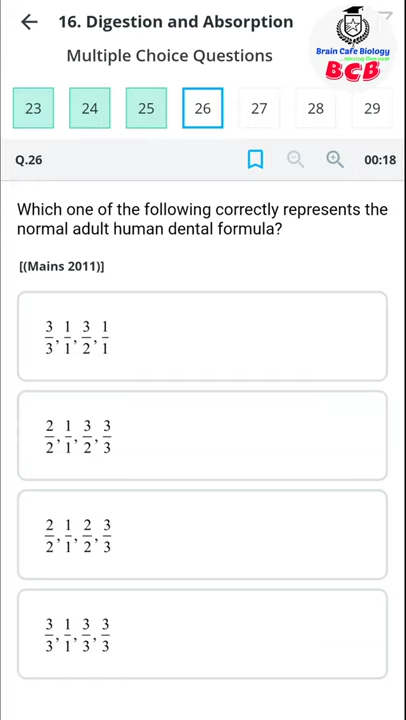 ← 16. Digestion and Absorption
Multiple Choice Questions
Brain Cafe Biology
BCB
23 24 25 26 27 28 29
Q.26 00:18
Which one of the following correctly represents the
normal adult human dental formula?
[(Mains 2011)]
3/3, 1/1, 3/2, 1/1
2/2, 1/1, 3/2, 3/3
2/2, 1/1, 2/2, 3/3
3/3, 1/1, 3/3, 3/3